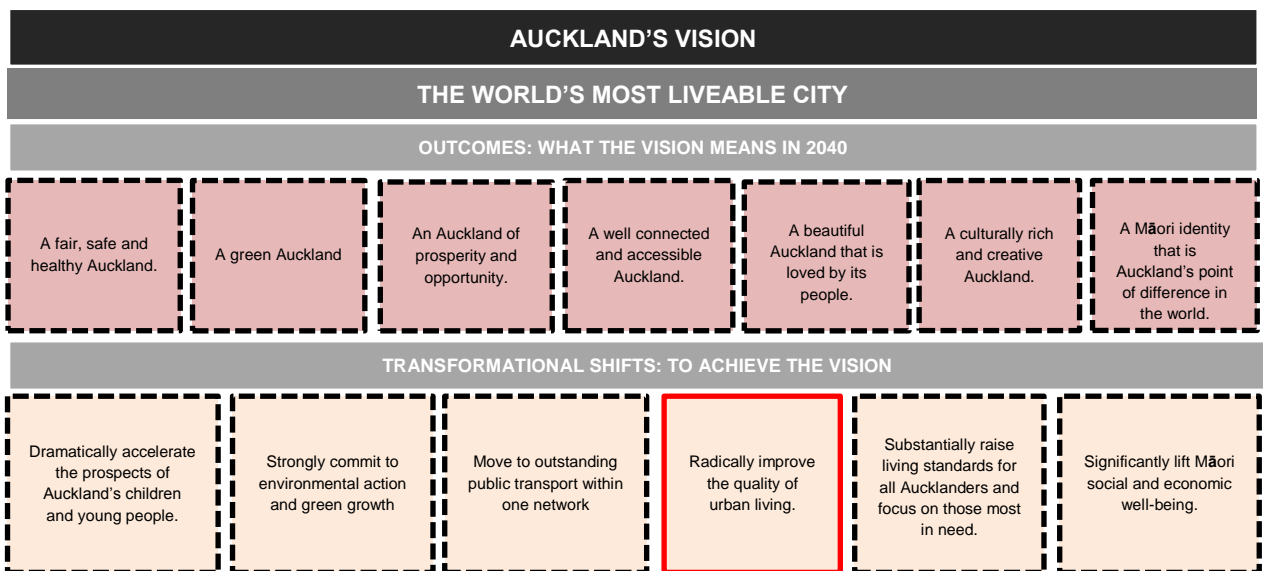 AUCKLAND’S VISION
THE WORLD’S MOST LIVEABLE CITY
OUTCOMES: WHAT THE VISION MEANS IN 2040
A fair, safe and
healthy Auckland.
A green Auckland
An Auckland of
prosperity and
opportunity.
A well connected
and accessible
Auckland.
A beautiful
Auckland that is
loved by its
people.
A culturally rich
and creative
Auckland.
A Māori identity
that is
Auckland’s point
of difference in
the world.
TRANSFORMATIONAL SHIFTS: TO ACHIEVE THE VISION
Dramatically accelerate
the prospects of
Auckland’s children
and young people.
Strongly commit to
environmental action
and green growth
Move to outstanding
public transport within
one network
Radically improve
the quality of
urban living.
Substantially raise
living standards for
all Aucklanders and
focus on those most
in need.
Significantly lift Māori
social and economic
well-being.